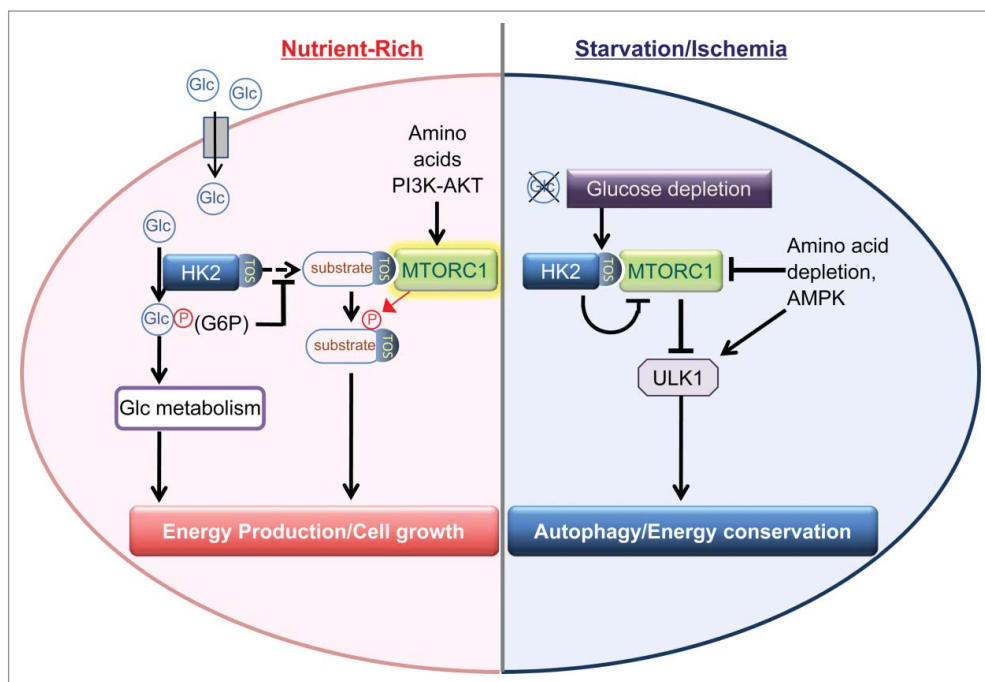 Nutrient-Rich
Starvation/Ischemia
Glc
Glc
Glc
Glc
HK2
TOS
Glc
P
(G6P)
Glc metabolism
Amino
acids
PI3K-AKT
substrate
TOS
MTORC1
P
substrate
TOS
Energy Production/Cell growth
Glc
Glucose depletion
HK2
TOS
MTORC1
Amino acid
depletion,
AMPK
ULK1
Autophagy/Energy conservation